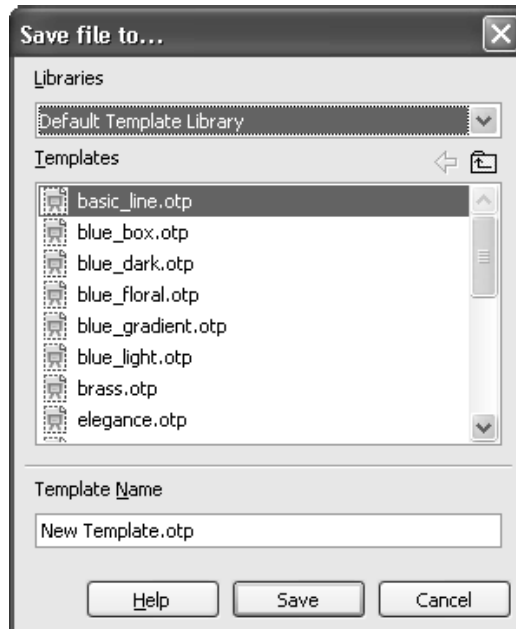 Save file to...
Libraries
Default Template Library
Templates
basic_line.otp
blue_box.otp
blue_dark.otp
blue_floral.otp
blue_gradient.otp
blue_light.otp
brass.otp
elegance.otp
Template Name
New Template.otp
Help Save Cancel